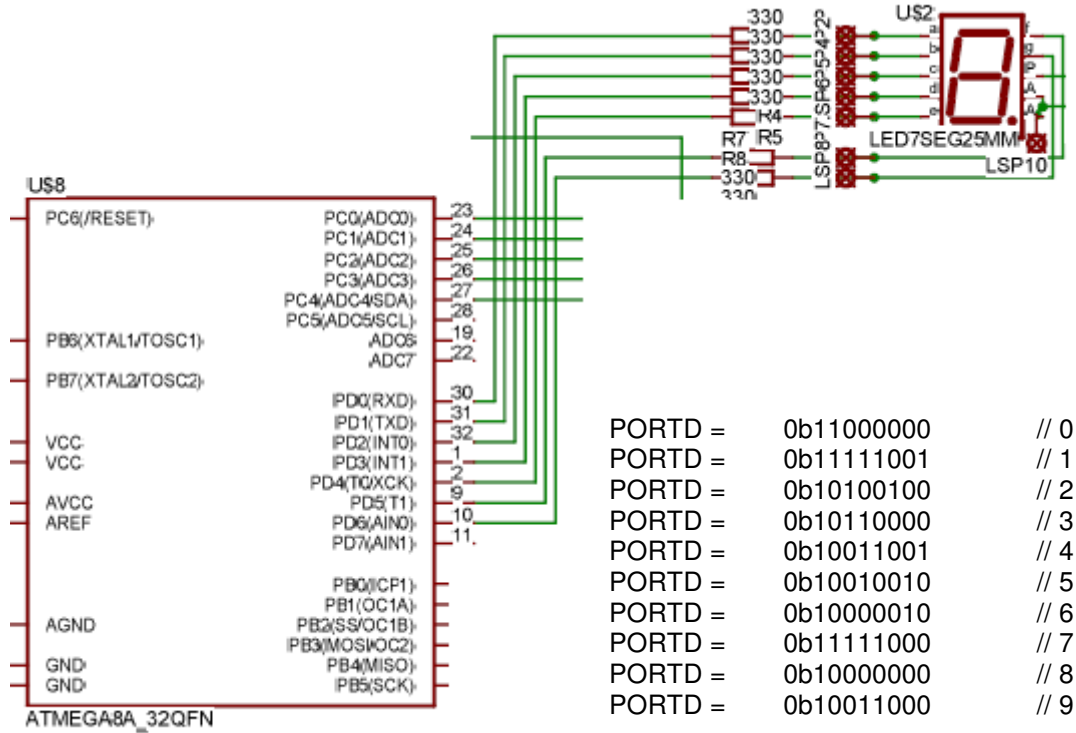 330
330
330
330
330
R4
R7 R5
R8
330
330
LSP8
U$2
a
b
c
d
e
f
g
P
A
A
LED7SEG25MM
LSP10
U$8
PC6(/RESET)
PB6(XTAL1/TOSC1)
PB7(XTAL2/TOSC2)
VCC
VCC
AVCC
AREF
AGND
GND
GND
PC0(ADC0) 23
PC1(ADC1) 24
PC2(ADC2) 25
PC3(ADC3) 26
PC4(ADC4/SDA) 27
PC5(ADC5/SCL) 28
ADC6 19
ADC7 22
PD0(RXD) 30
PD1(TXD) 31
PD2(INT0) 32
PD3(INT1) 1
PD4(T0/XCK) 2
PD5(T1) 9
PD6(AIN0) 10
PD7(AIN1) 11
PB0(ICP1)
PB1(OC1A)
PB2(SS/OC1B)
PB3(MOSI/OC2)
PB4(MISO)
PB5(SCK)
ATMEGA8A_32QFN
PORTD = 0b11000000 // 0
PORTD = 0b11111001 // 1
PORTD = 0b10100100 // 2
PORTD = 0b10110000 // 3
PORTD = 0b10011001 // 4
PORTD = 0b10010010 // 5
PORTD = 0b10000010 // 6
PORTD = 0b11111000 // 7
PORTD = 0b10000000 // 8
PORTD = 0b10011000 // 9